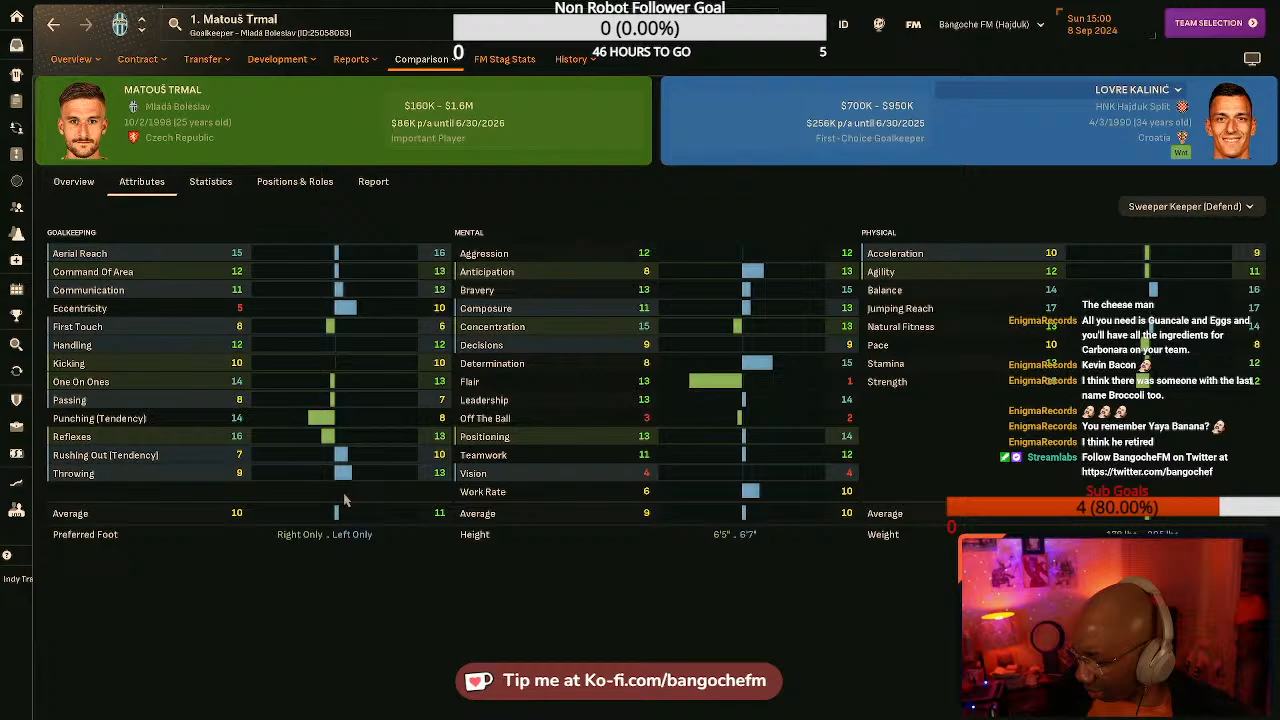 Non Robot Follower Goal
0 (0.00%)
0 46 HOURS TO GO 5
1. Matouš Trmal
Goalkeeper - Mladá Boleslav (ID:25058063)
ID
FM
Bangoche FM (Hajduk)
Sun 15:00
8 Sep 2024
TEAM SELECTION
Overview Contract Transfer Development Reports Comparison FM Stag Stats History
MATOUŠ TRMAL
Mladá Boleslav
10/2/1998 (25 years old)
Czech Republic
$160K - $1.6M
$86K p/a until 6/30/2026
Important Player
$700K - $950K
$256K p/a until 6/30/2025
First-Choice Goalkeeper
LOVRE KALINIĆ
HNK Hajduk Split
4/3/1990 (34 years old)
Croatia
Wnt
Overview Attributes Statistics Positions & Roles Report
Sweeper Keeper (Defend)
GOALKEEPING
Aerial Reach 15 16
Command Of Area 12 13
Communication 11 13
Eccentricity 5 10
First Touch 8 6
Handling 12 12
Kicking 10 10
One On Ones 14 13
Passing 8 7
Punching (Tendency) 14 8
Reflexes 16 13
Rushing Out (Tendency) 7 10
Throwing 9 13
Average 10 11
Preferred Foot Right Only . Left Only
MENTAL
Aggression 12 12
Anticipation 8 13
Bravery 13 15
Composure 11 13
Concentration 15 13
Decisions 9 9
Determination 8 15
Flair 13 1
Leadership 13 14
Off The Ball 3 2
Positioning 13 14
Teamwork 11 12
Vision 4 4
Work Rate 6 10
Average 9 10
Height 6'5" . 6'7"
PHYSICAL
Acceleration 10 9
Agility 12 11
Balance 14 16
Jumping Reach 17 17
Natural Fitness 13 14
Pace 10 8
Stamina 12
Strength 12
Average
Weight
The cheese man
EnigmaRecords All you need is Guancale and Eggs and
you'll have all the ingredients for
Carbonara on your team.
EnigmaRecords Kevin Bacon
EnigmaRecords I think there was someone with the last
name Broccoli too.
EnigmaRecords
EnigmaRecords You remember Yaya Banana?
EnigmaRecords I think he retired
Streamlabs Follow BangocheFM on Twitter at
https://twitter.com/bangochef
Sub Goals
4 (80.00%)
0
Indy Tra
Tip me at Ko-fi.com/bangochefm